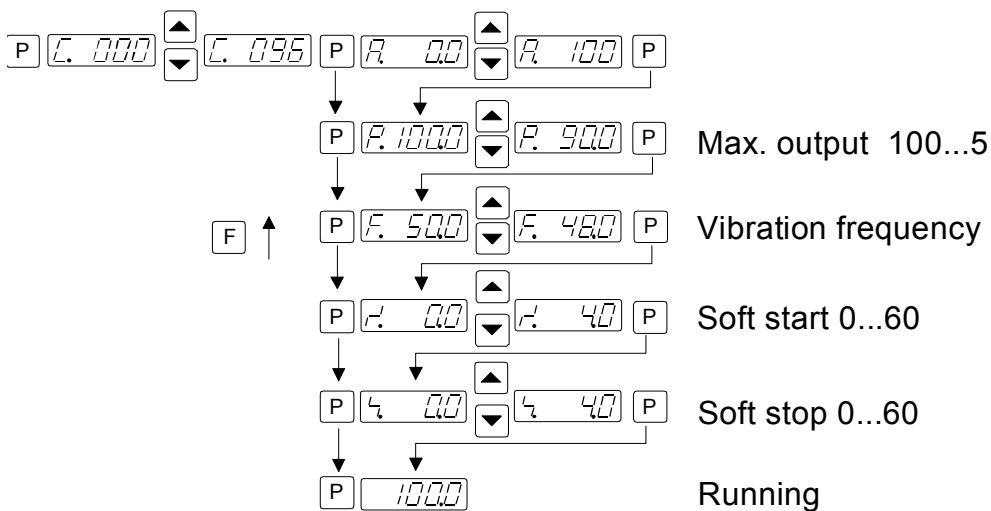 P C. 000 C. 096 P A. 0.0 A. 100 P
P P. 100.0 P. 90.0 P Max. output 100...5
F P F. 50.0 F. 48.0 P Vibration frequency
P 0.0 4.0 P Soft start 0...60
P 0.0 4.0 P Soft stop 0...60
P 100.0 Running